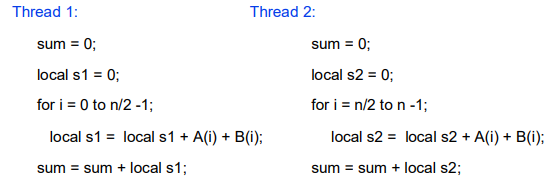 Thread 1:
sum = 0;
local s1 = 0;
for i = 0 to n/2 -1;
local s1 = local s1 + A(i) + B(i);
sum = sum + local s1;
Thread 2:
sum = 0;
local s2 = 0;
for i = n/2 to n -1;
local s2 = local s2 + A(i) + B(i);
sum = sum + local s2;